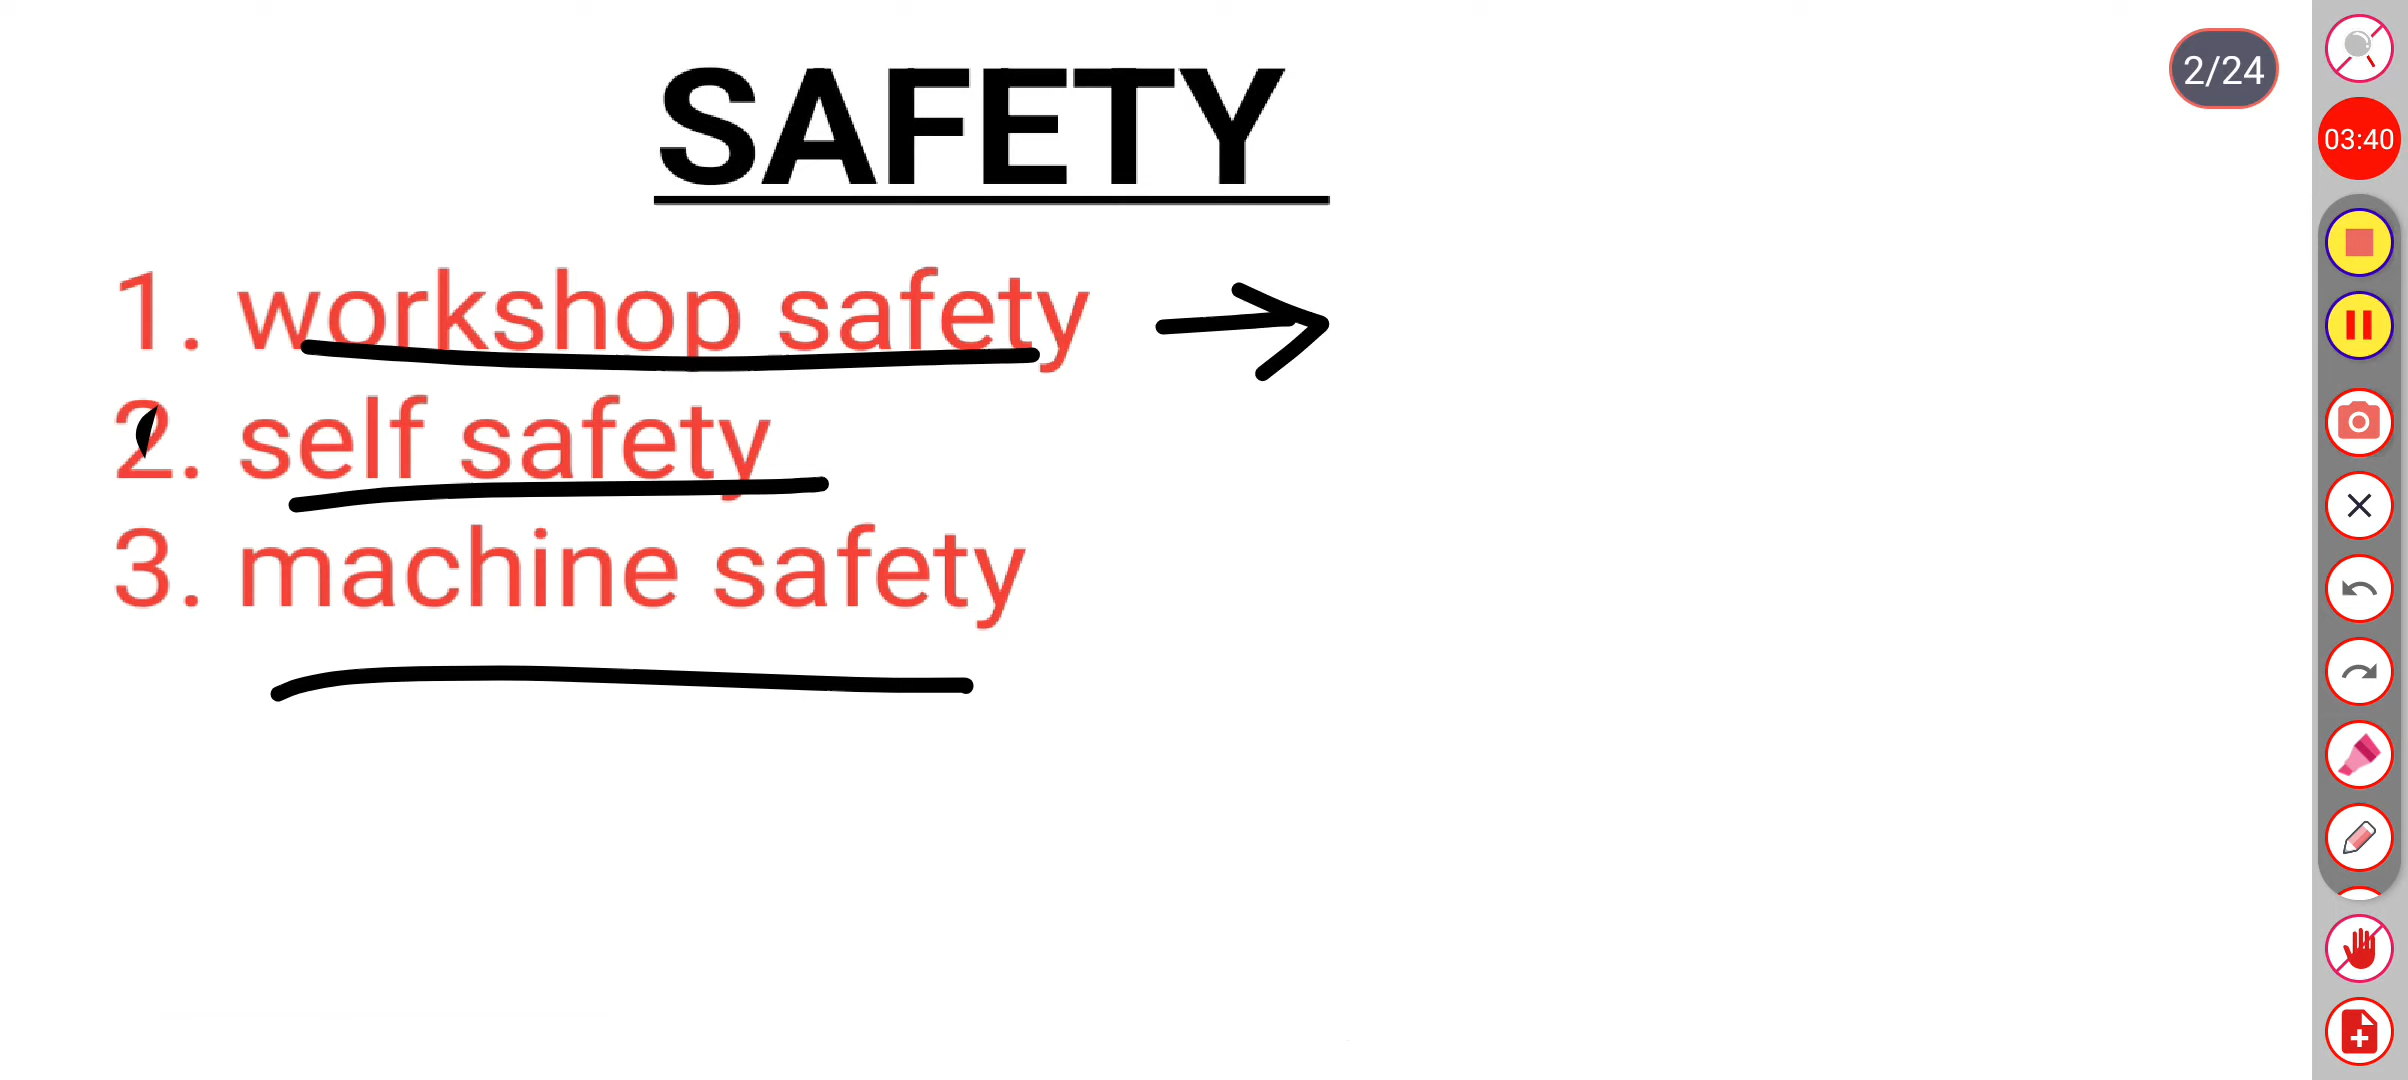 SAFETY
2/24
03:40
1. workshop safety
2. self safety
3. machine safety